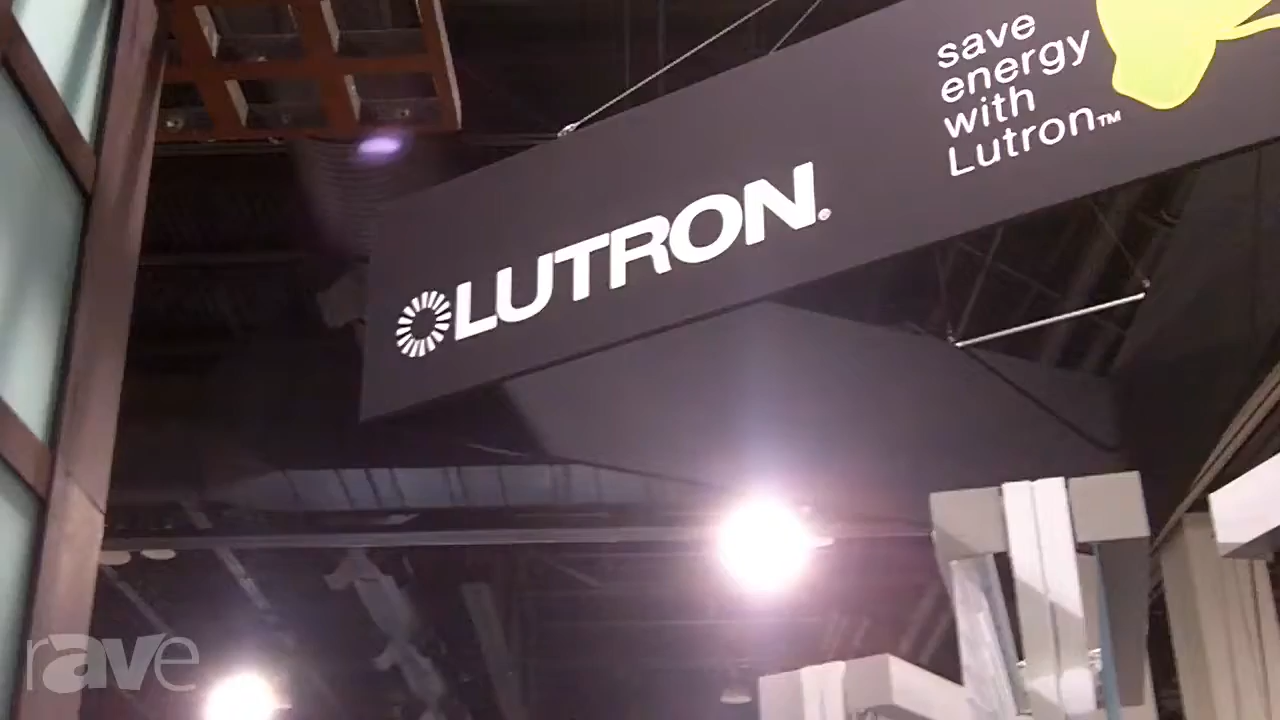 LUTRON®
save
energy
with
Lutron™
rAVe